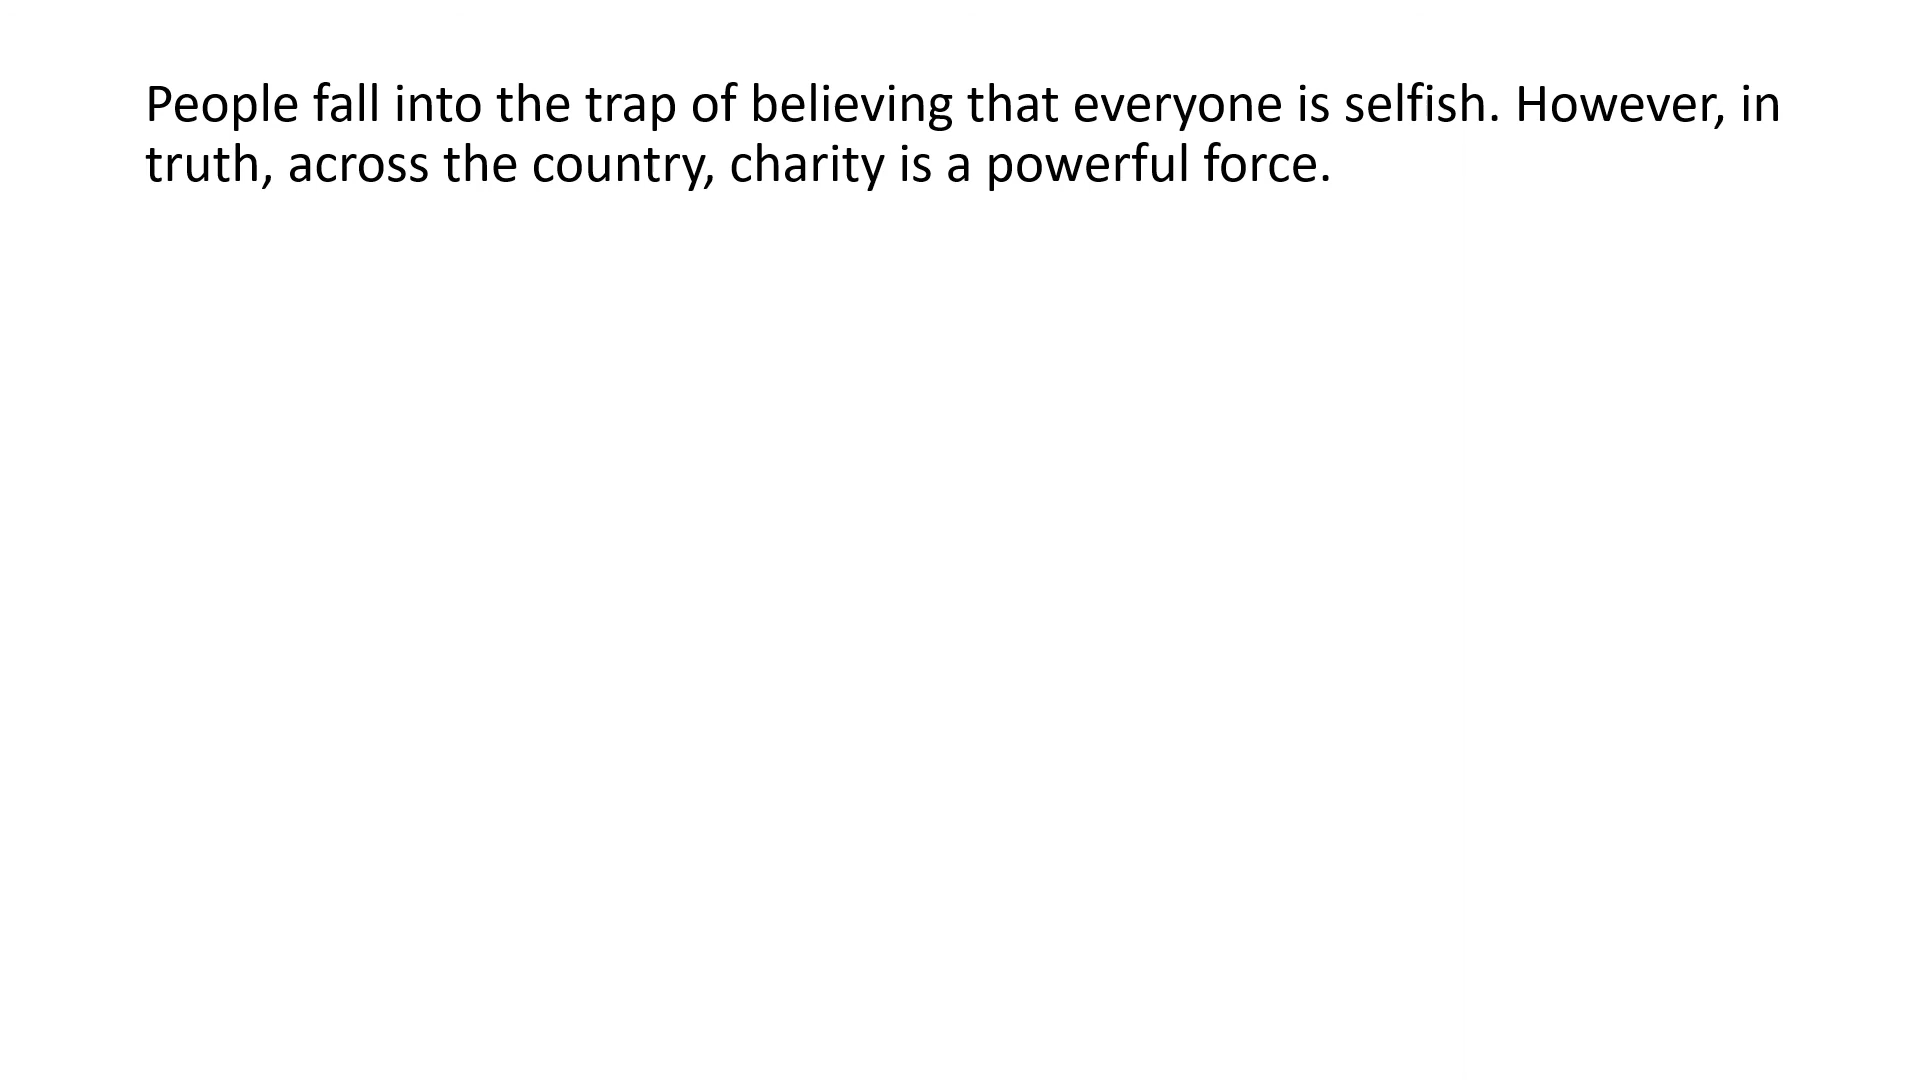 People fall into the trap of believing that everyone is selfish. However, in
truth, across the country, charity is a powerful force.